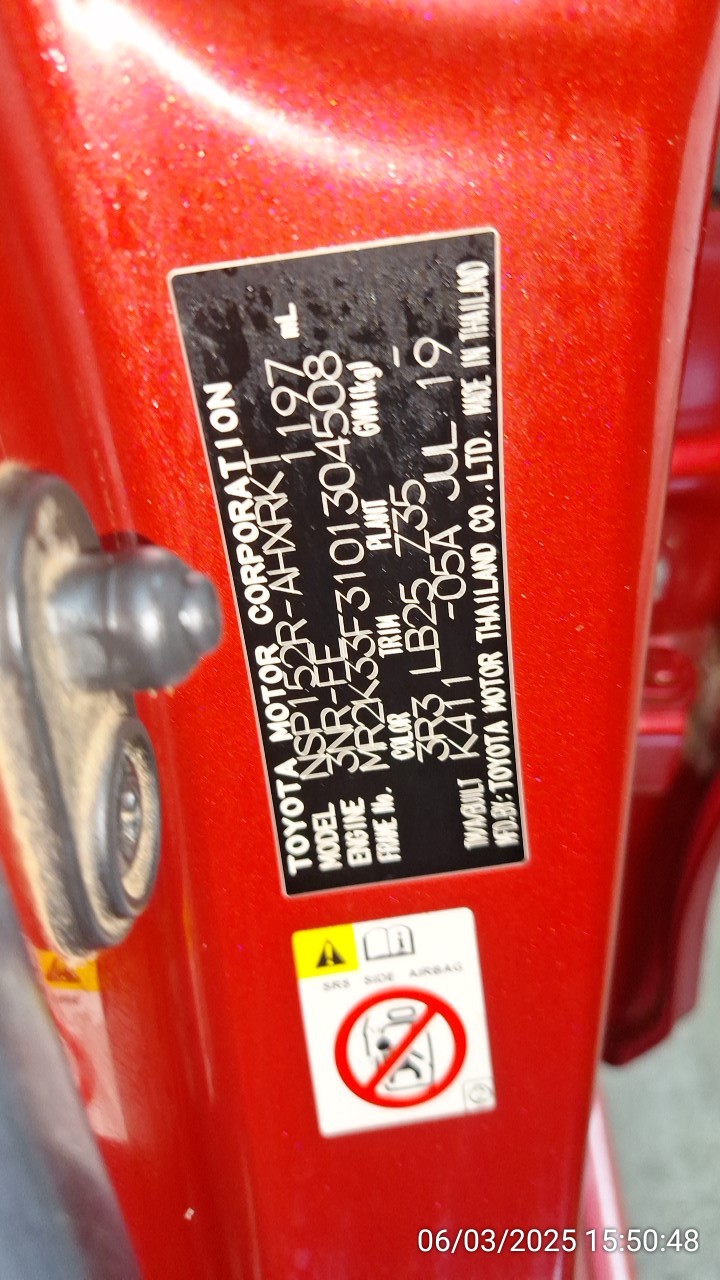 TOYOTA MOTOR CORPORATION
MODEL NSP152R-AHXRKT 1197 mL
ENGINE 3NR-FE
FRAME No. MR2K33F3101304508
COLOR TRIM PLANT GVM(kg)
3R3 LB25 Z35 -
K411 -05A JUL 19
T/A/A/BUILT
MFD.BY: TOYOTA MOTOR THAILAND CO.,LTD. MADE IN THAILAND
SRS SIDE AIRBAG
06/03/2025 15:50:48